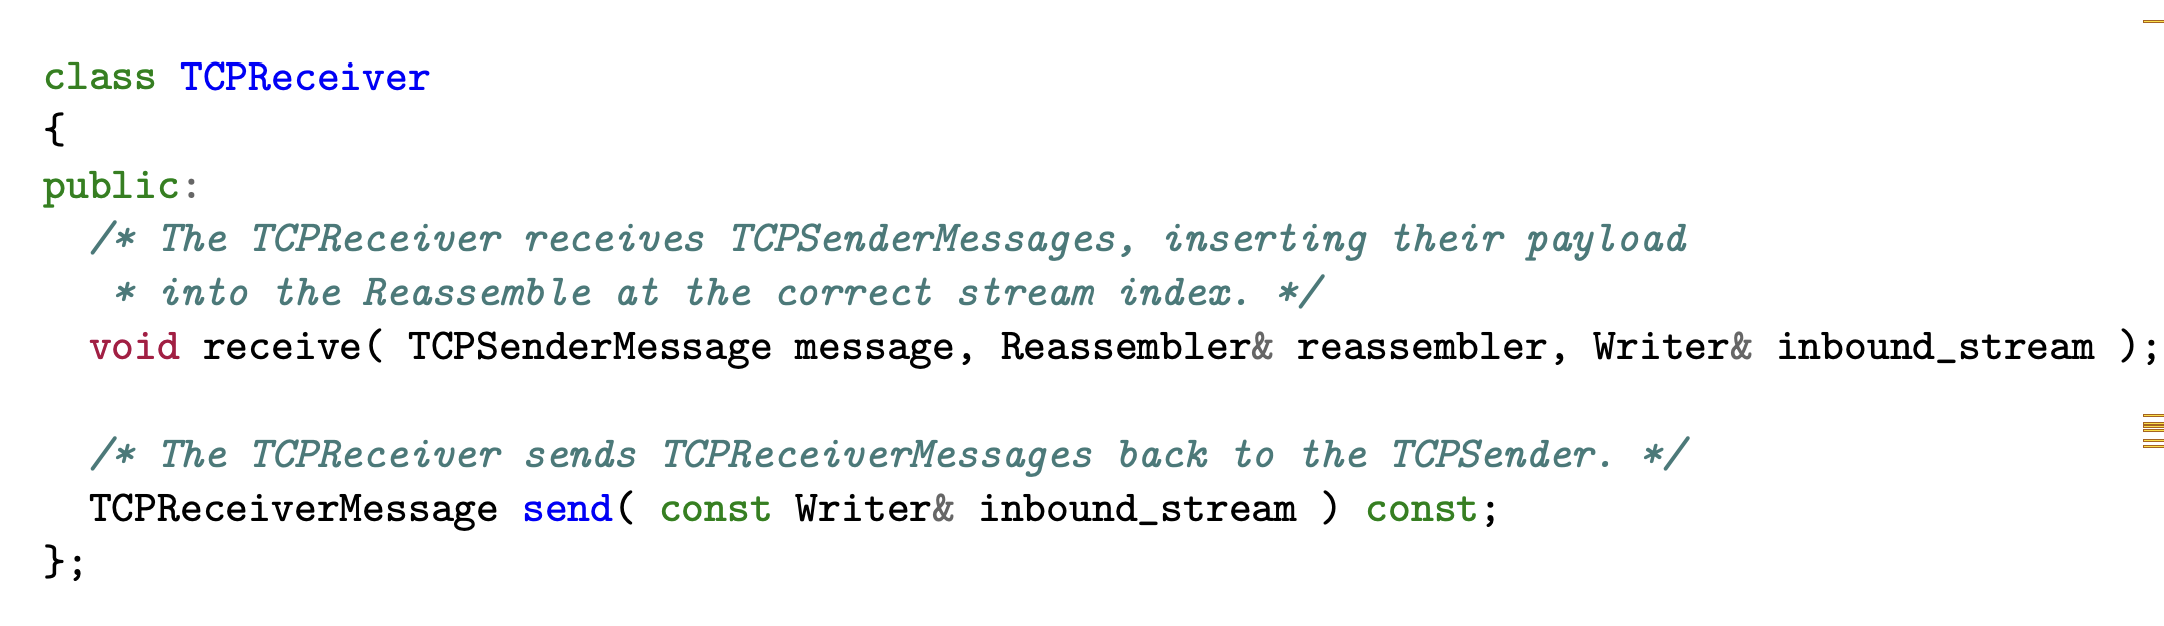 class TCPReceiver
{
public:
/* The TCPReceiver receives TCPSenderMessages, inserting their payload
* into the Reassemble at the correct stream index. */
void receive( TCPSenderMessage message, Reassembler& reassembler, Writer& inbound_stream );
/* The TCPReceiver sends TCPReceiverMessages back to the TCPSender. */
TCPReceiverMessage send( const Writer& inbound_stream ) const;
};